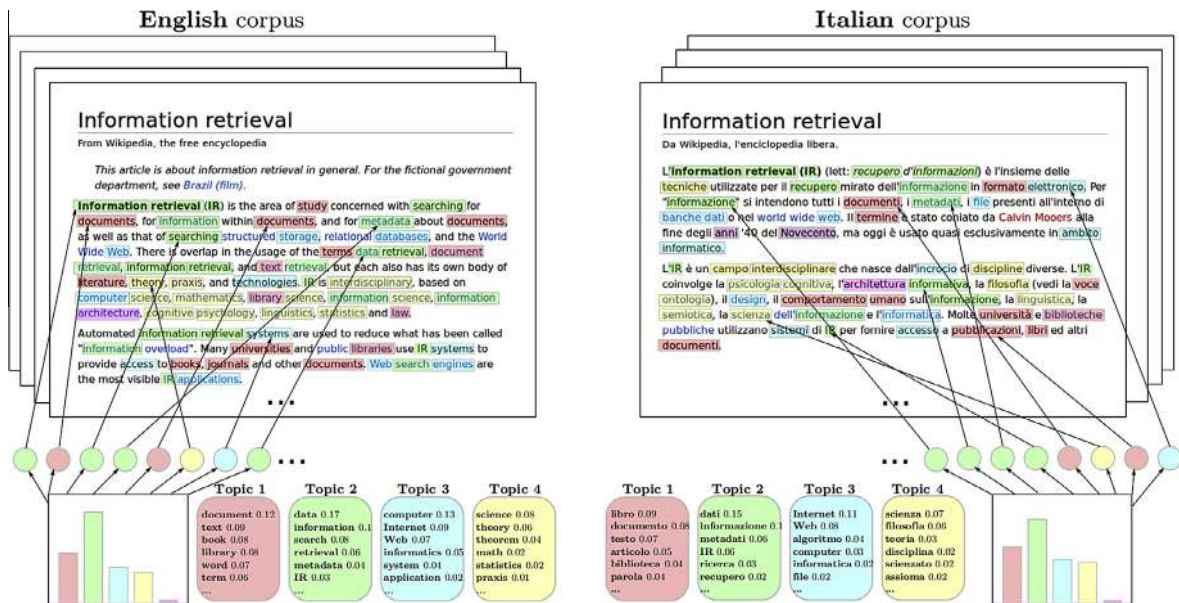 English corpus
Information retrieval
From Wikipedia, the free encyclopedia
This article is about information retrieval in general. For the fictional government
department, see Brazil (film).
Information retrieval (IR) is the area of study concerned with searching for
documents, for information within documents, and for metadata about documents,
as well as that of searching structured storage, relational databases, and the World
Wide Web. There is overlap in the usage of the terms data retrieval, document
retrieval, information retrieval, and text retrieval, but each also has its own body of
literature, theory, praxis, and technologies. IR is interdisciplinary, based on
computer science, mathematics, library science, information science, information
architecture, cognitive psychology, linguistics, statistics and law.
Automated information retrieval systems are used to reduce what has been called
"information overload". Many universities and public libraries use IR systems to
provide access to books, journals and other documents. Web search engines are
the most visible IR applications.
...
...
Topic 1
document 0.12
text 0.09
book 0.08
library 0.08
word 0.07
term 0.06
...
Topic 2
data 0.17
information 0.1
search 0.08
retrieval 0.06
metadata 0.04
IR 0.03
...
Topic 3
computer 0.13
Internet 0.09
Web 0.07
informatics 0.05
system 0.04
application 0.02
...
Topic 4
science 0.08
theory 0.06
theorem 0.04
math 0.02
statistics 0.02
praxis 0.01
...
Italian corpus
Information retrieval
Da Wikipedia, l'enciclopedia libera.
L'Information retrieval (IR) (lett: recupero d'informazioni) è l'insieme delle
tecniche utilizzate per il recupero mirato dell'informazione in formato elettronico. Per
"informazione" si intendono tutti i documenti, i metadati, i file presenti all'interno di
banche dati o nel world wide web. Il termine è stato coniato da Calvin Mooers alla
fine degli anni '40 del Novecento, ma oggi è usato quasi esclusivamente in ambito
informatico.
L'IR è un campo interdisciplinare che nasce dall'incrocio di discipline diverse. L'IR
coinvolge la psicologia cognitiva, l'architettura informativa, la filosofia (vedi la voce
ontologia), il design, il comportamento umano sull'informazione, la linguistica, la
semiotica, la scienza dell'informazione e l'informatica. Molte università e biblioteche
pubbliche utilizzano sistemi di IR per fornire accesso a pubblicazioni, libri ed altri
documenti.
...
...
Topic 1
libro 0.09
documento 0.08
testo 0.07
articolo 0.05
biblioteca 0.04
parola 0.04
...
Topic 2
dati 0.15
informazione 0.1
metadati 0.06
IR 0.06
ricerca 0.03
recupero 0.02
...
Topic 3
Internet 0.11
Web 0.08
algoritmo 0.04
computer 0.03
informatica 0.02
file 0.02
...
Topic 4
scienza 0.07
filosofia 0.06
teoria 0.03
disciplina 0.02
scienziato 0.02
assioma 0.02
...